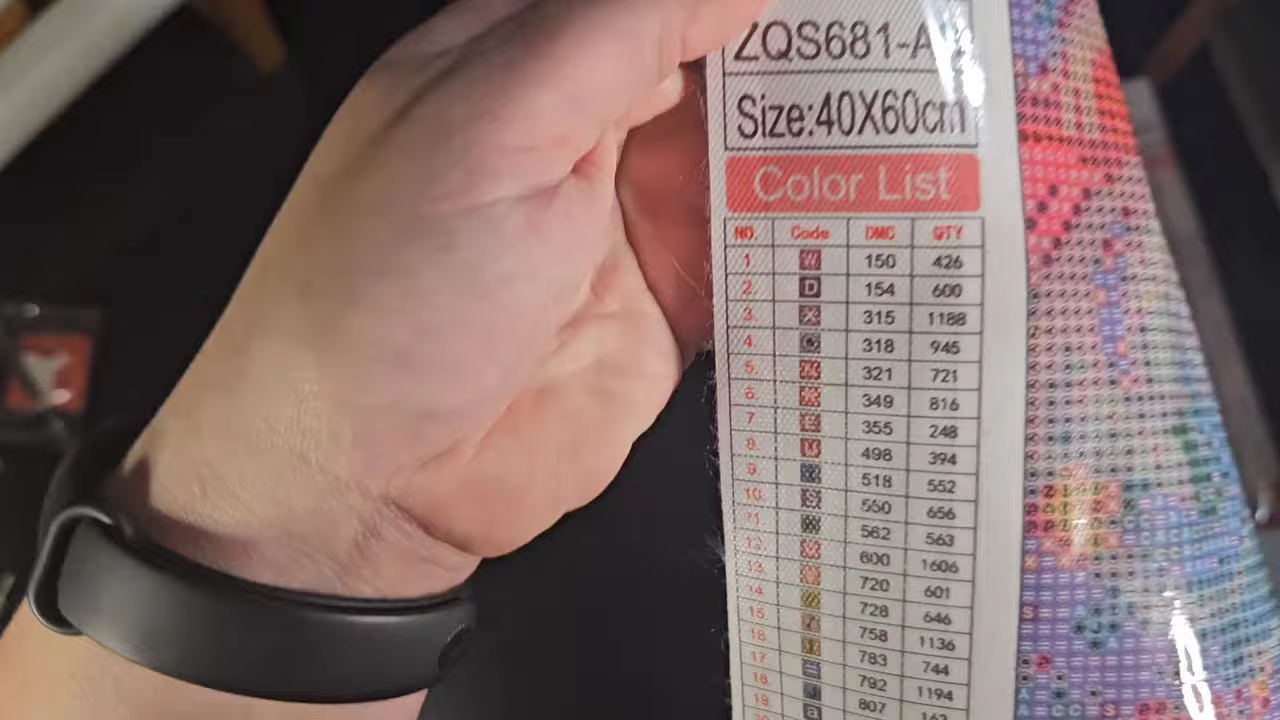 ZQS681-A
Size:40X60cm
Color List
NO. Code DMC QTY
1 W 150 426
2 D 154 600
3 315 1188
4 318 945
5 321 721
6 349 816
7 E 355 248
8 498 394
9 518 552
10 S 550 656
11 562 563
12 600 1606
13 720 601
14 728 646
15 758 1136
16 783 744
17 792 1194
18 807
19 a